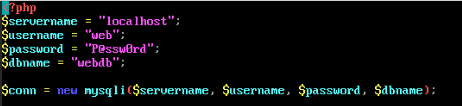 <?php
$servername = "localhost";
$username = "web";
$password = "P@ssw0rd";
$dbname = "webdb";
$conn = new mysqli($servername, $username, $password, $dbname);